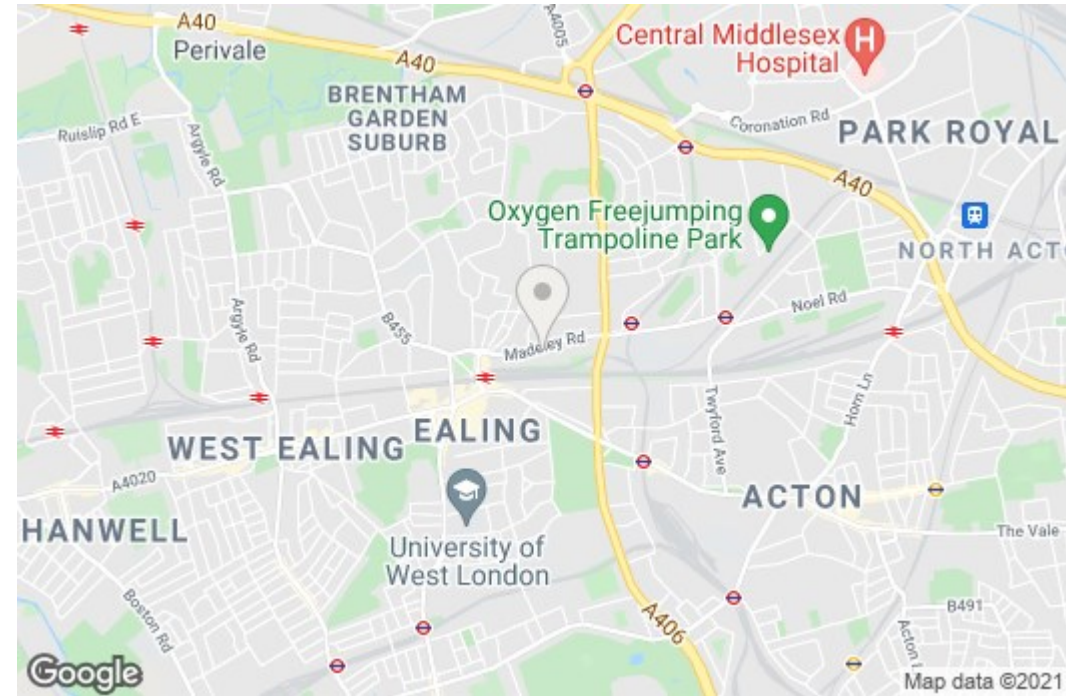 A40
Perivale
A40
A4005
Central Middlesex
Hospital
H
BRENTHAM
GARDEN
SUBURB
Ruislip Rd E
Argyle Rd
Coronation Rd
PARK ROYAL
A40
Oxygen Freejumping
Trampoline Park
NORTH ACT
Noel Rd
Argyle Rd
B455
Madeley Rd
Horn Ln
Twyford Ave
WEST EALING
EALING
A4020
ACTON
HANWELL
The Vale
University of
West London
Boston Rd
A406
B491
Acton L
Google
Map data ©2021